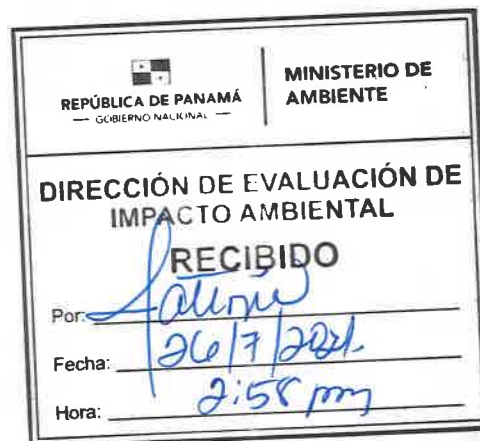 REPÚBLICA DE PANAMÁ
— GOBIERNO NACIONAL —
MINISTERIO DE
AMBIENTE
DIRECCIÓN DE EVALUACIÓN DE
IMPACTO AMBIENTAL
RECIBIDO
Por:
Fecha: 26/7/2021.
Hora: 2:58 pm